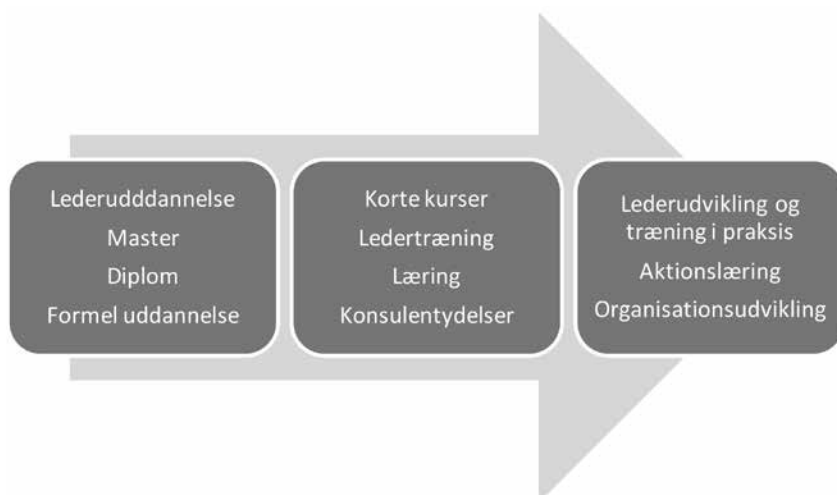 Lederudddannelse
Master
Diplom
Formel uddannelse
Korte kurser
Ledertræning
Læring
Konsulentydelser
Lederudvikling og
træning i praksis
Aktionslæring
Organisationsudvikling